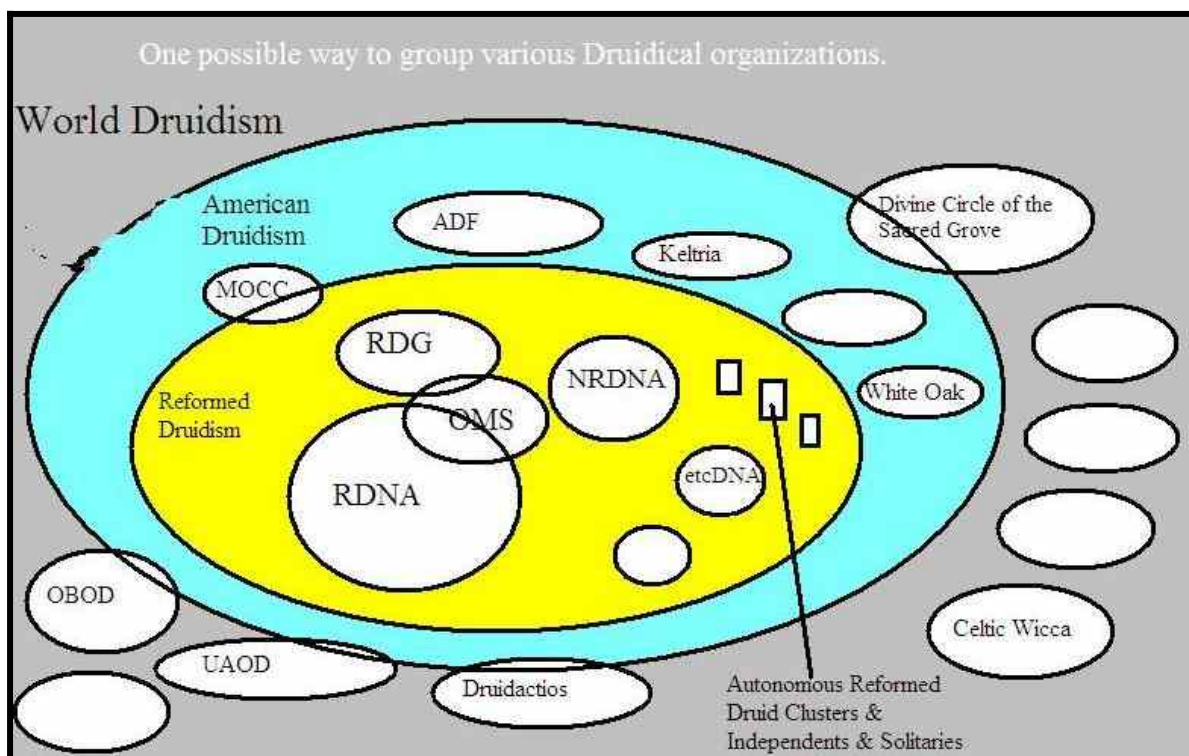 One possible way to group various Druidical organizations.
World Druidism
American
Druidism
ADF
Divine Circle of the
Sacred Grove
Keltria
MOCC
RDG
NRDNA
White Oak
Reformed
Druidism
OMS
RDNA
etcDNA
OBOD
UAOD
Druidactios
Celtic Wicca
Autonomous Reformed
Druid Clusters &
Independents & Solitaries